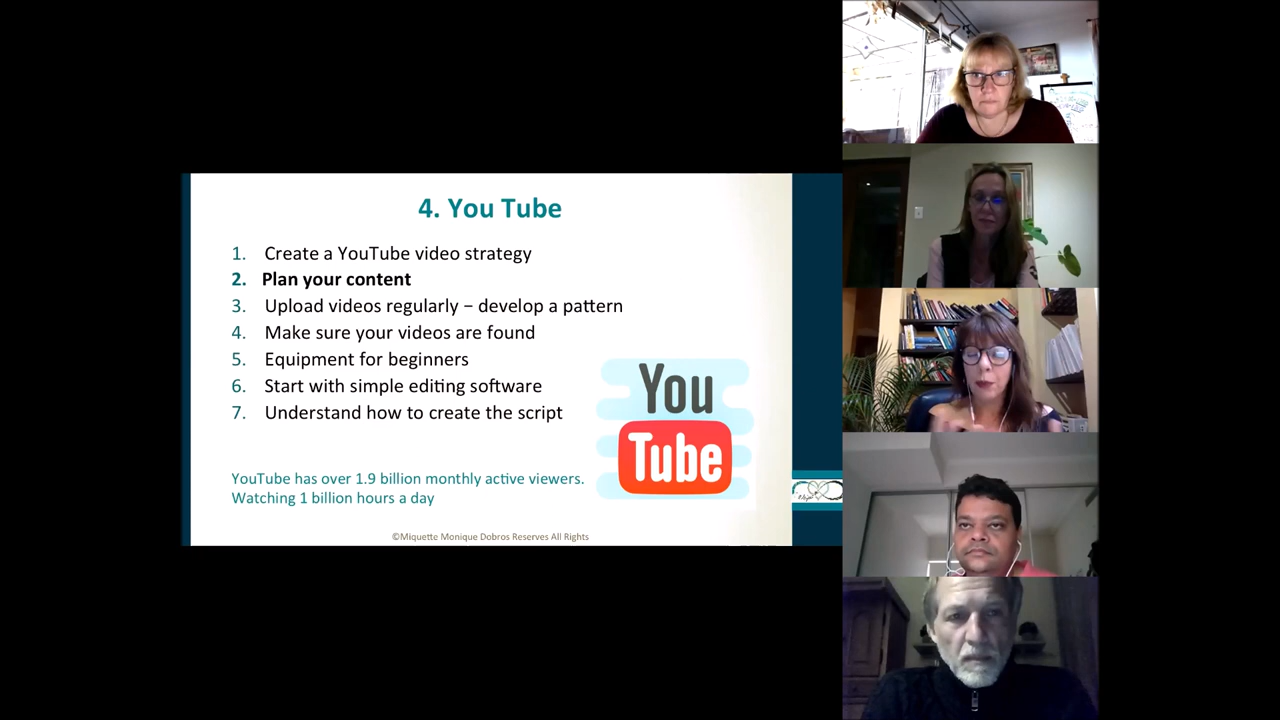 4. You Tube
1. Create a YouTube video strategy
2. Plan your content
3. Upload videos regularly – develop a pattern
4. Make sure your videos are found
5. Equipment for beginners
6. Start with simple editing software
7. Understand how to create the script
You
Tube
YouTube has over 1.9 billion monthly active viewers.
Watching 1 billion hours a day
©Miquette Monique Dobros Reserves All Rights